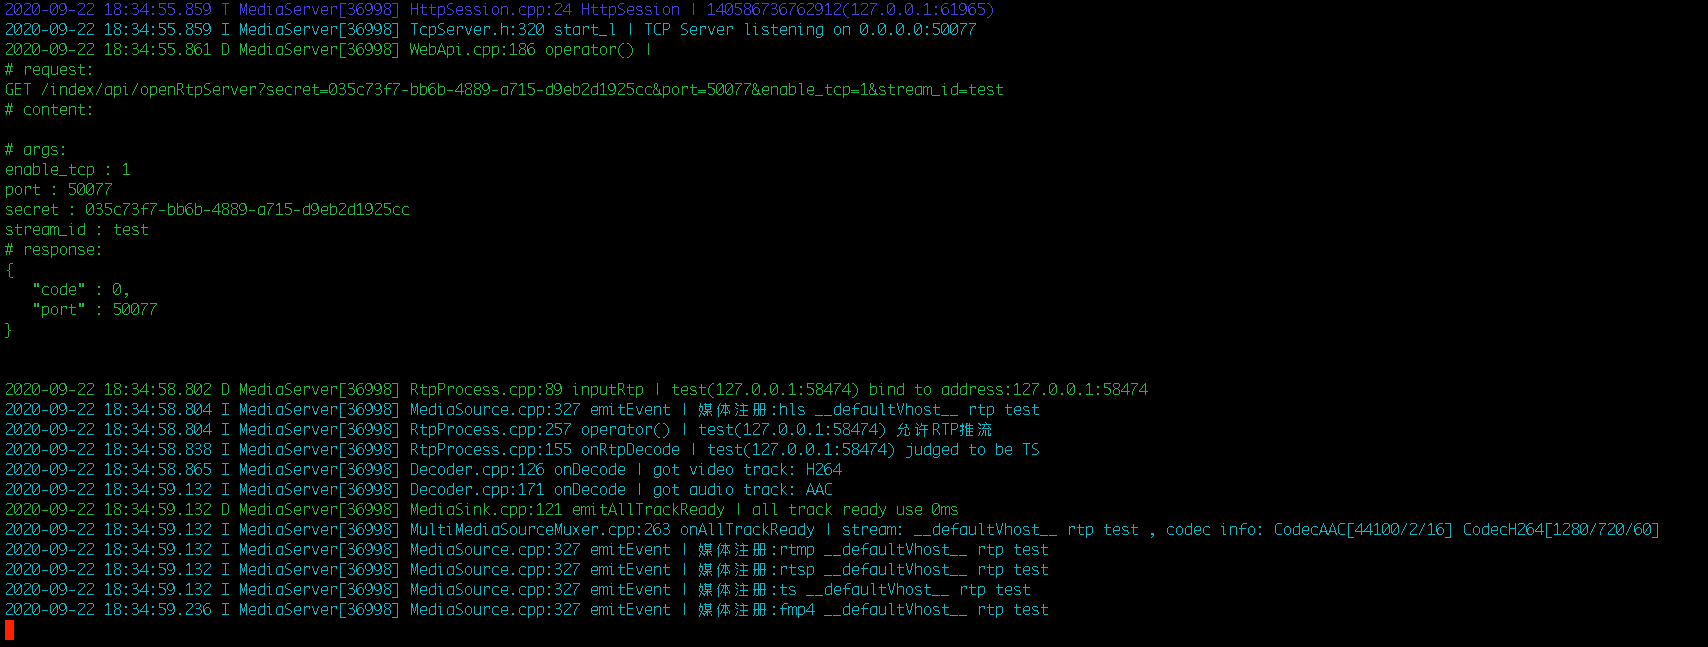 2020-09-22 18:34:55.859 I MediaServer[36998] HttpSession.cpp:24 HttpSession | 140586736762912(127.0.0.1:61965)
2020-09-22 18:34:55.859 I MediaServer[36998] TcpServer.h:320 start_l | TCP Server listening on 0.0.0.0:50077
2020-09-22 18:34:55.861 D MediaServer[36998] WebApi.cpp:186 operator() |
# request:
GET /index/api/openRtpServer?secret=035c73f7-bb6b-4889-a715-d9eb2d1925cc&port=50077&enable_tcp=1&stream_id=test
# content:
# args:
enable_tcp : 1
port : 50077
secret : 035c73f7-bb6b-4889-a715-d9eb2d1925cc
stream_id : test
# response:
{
"code" : 0,
"port" : 50077
}
2020-09-22 18:34:58.802 D MediaServer[36998] RtpProcess.cpp:89 inputRtp | test(127.0.0.1:58474) bind to address:127.0.0.1:58474
2020-09-22 18:34:58.804 I MediaServer[36998] MediaSource.cpp:327 emitEvent | 媒体注册:hls __defaultVhost__ rtp test
2020-09-22 18:34:58.804 I MediaServer[36998] RtpProcess.cpp:257 operator() | test(127.0.0.1:58474) 允许RTP推流
2020-09-22 18:34:58.838 I MediaServer[36998] RtpProcess.cpp:155 onRtpDecode | test(127.0.0.1:58474) judged to be TS
2020-09-22 18:34:58.865 I MediaServer[36998] Decoder.cpp:126 onDecode | got video track: H264
2020-09-22 18:34:59.132 I MediaServer[36998] Decoder.cpp:171 onDecode | got audio track: AAC
2020-09-22 18:34:59.132 D MediaServer[36998] MediaSink.cpp:121 emitAllTrackReady | all track ready use 0ms
2020-09-22 18:34:59.132 I MediaServer[36998] MultiMediaSourceMuxer.cpp:263 onAllTrackReady | stream: __defaultVhost__ rtp test , codec info: CodecAAC[44100/2/16] CodecH264[1280/720/60]
2020-09-22 18:34:59.132 I MediaServer[36998] MediaSource.cpp:327 emitEvent | 媒体注册:rtmp __defaultVhost__ rtp test
2020-09-22 18:34:59.132 I MediaServer[36998] MediaSource.cpp:327 emitEvent | 媒体注册:rtsp __defaultVhost__ rtp test
2020-09-22 18:34:59.132 I MediaServer[36998] MediaSource.cpp:327 emitEvent | 媒体注册:ts __defaultVhost__ rtp test
2020-09-22 18:34:59.236 I MediaServer[36998] MediaSource.cpp:327 emitEvent | 媒体注册:fmp4 __defaultVhost__ rtp test